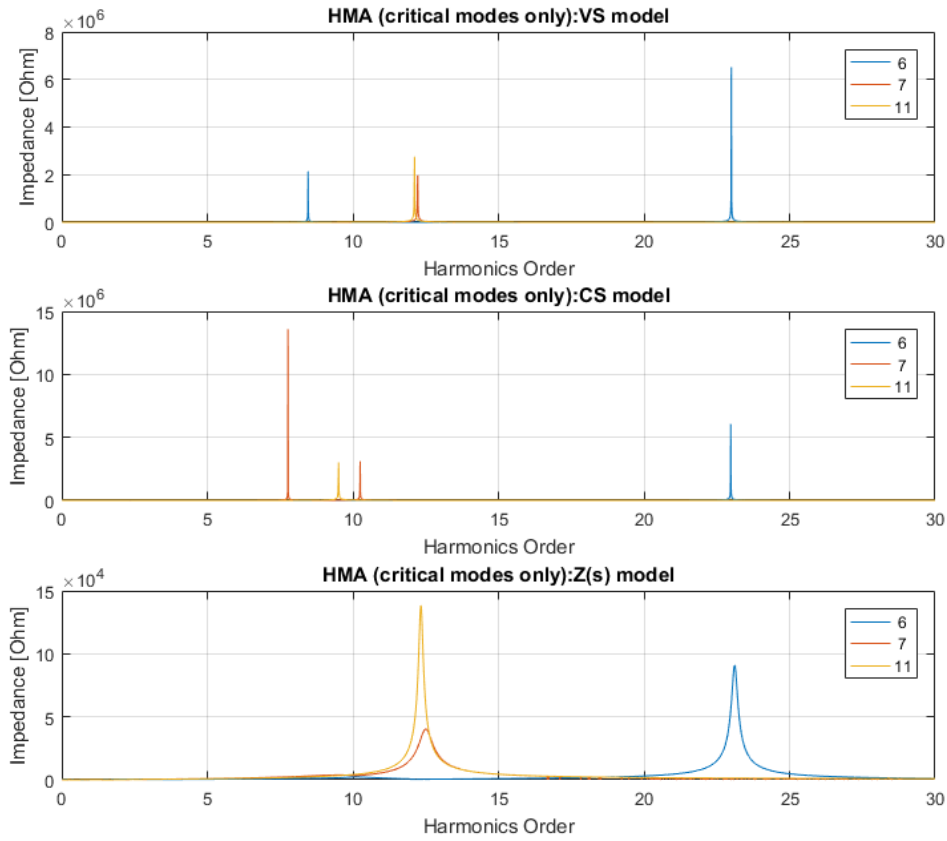 HMA (critical modes only):VS model
×10^6
Impedance [Ohm]
8
6
4
2
0
0 5 10 15 20 25 30
Harmonics Order
6
7
11
HMA (critical modes only):CS model
×10^6
Impedance [Ohm]
15
10
5
0
0 5 10 15 20 25 30
Harmonics Order
6
7
11
HMA (critical modes only):Z(s) model
×10^4
Impedance [Ohm]
15
10
5
0
0 5 10 15 20 25 30
Harmonics Order
6
7
11